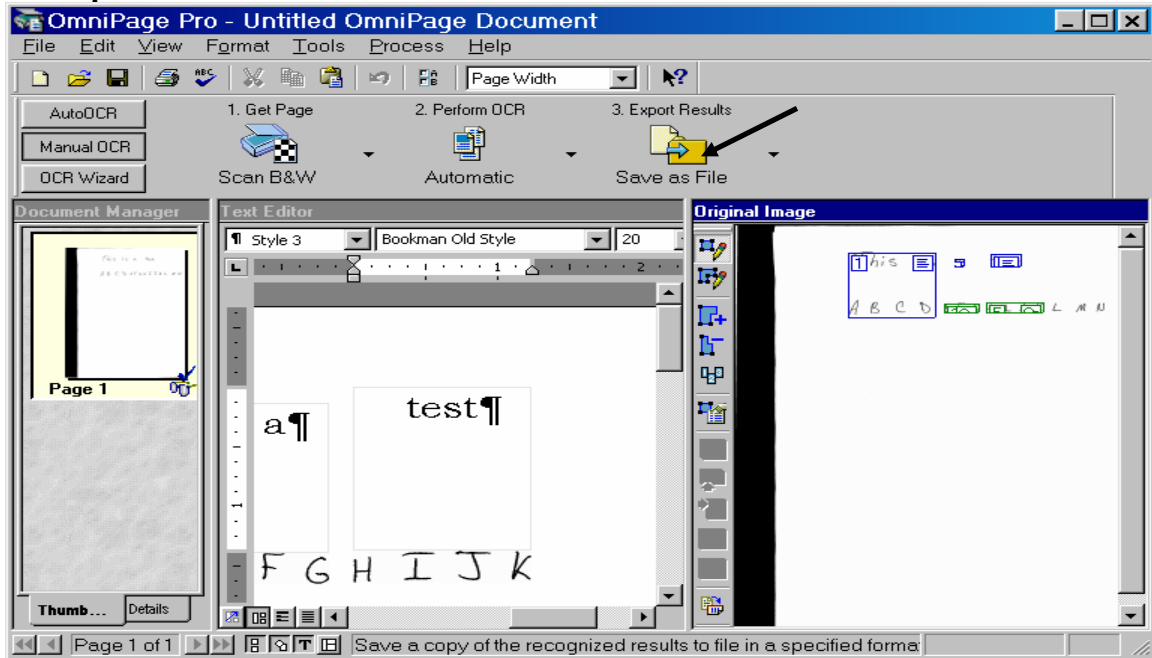 OmniPage Pro - Untitled OmniPage Document
File Edit View Format Tools Process Help
Page Width
AutoOCR
Manual OCR
OCR Wizard
1. Get Page 2. Perform OCR 3. Export Results
Scan B&W Automatic Save as File
Document Manager
Page 1
Thumb... Details
Text Editor
¶ Style 3 Bookman Old Style 20
1 2
a¶ test¶
F G H I J K
Original Image
This
A B C D L M N
Page 1 of 1 Save a copy of the recognized results to file in a specified forma